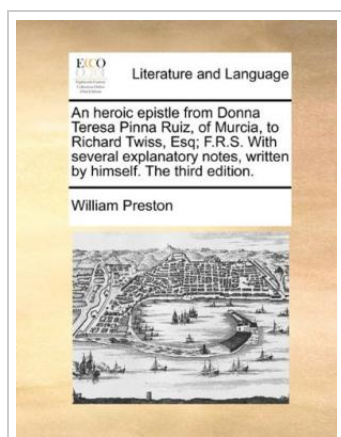 ECCO
Literature and Language
An heroic epistle from Donna
Teresa Pinna Ruiz, of Murcia, to
Richard Twiss, Esq; F.R.S. With
several explanatory notes, written
by himself. The third edition.
William Preston